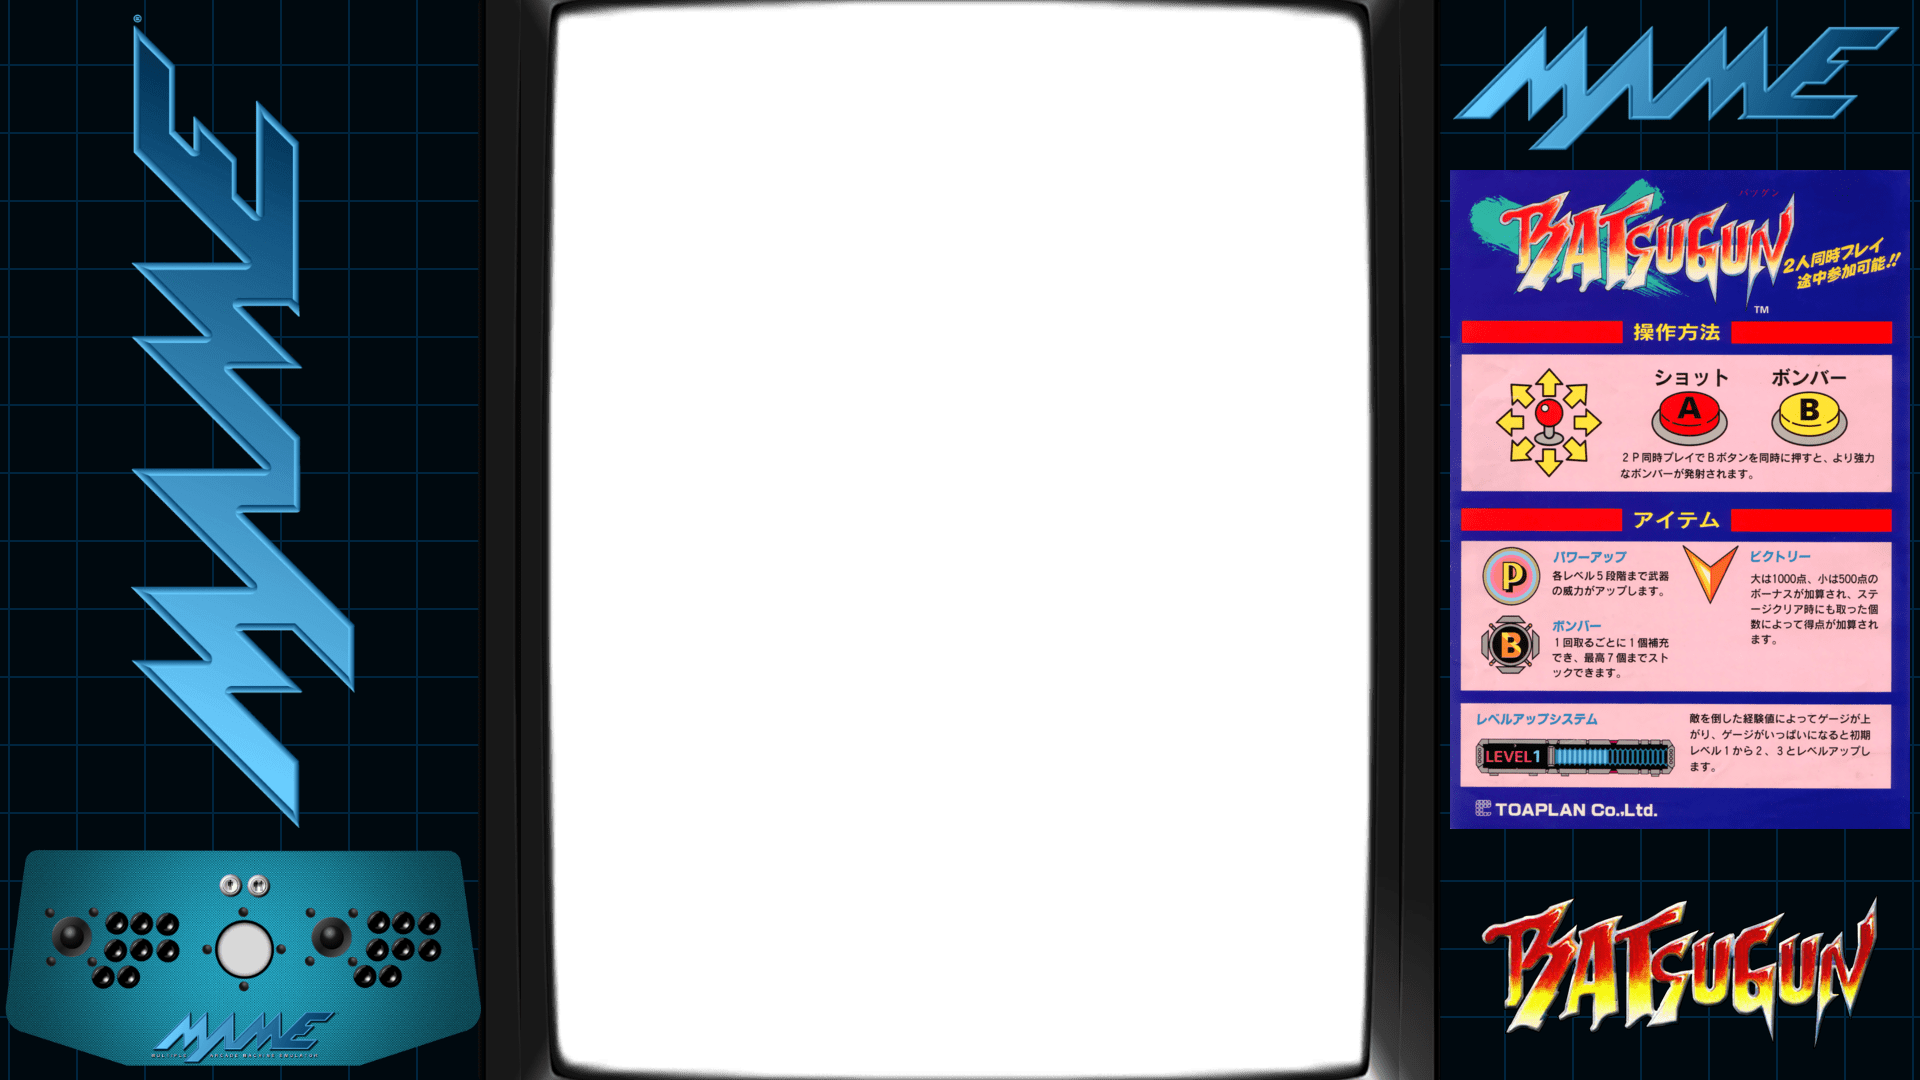 ®
MAME
MAME
MULTIPLE ARCADE MACHINE EMULATOR
MAME
バツグン
BATSUGUN
2人同時プレイ
途中参加可能!!
TM
操作方法
ショット
ボンバー
A
B
2P同時プレイでBボタンを同時に押すと、より強力
なボンバーが発射されます。
アイテム
P
パワーアップ
各レベル5段階まで武器
の威力がアップします。
B
ボンバー
1回取るごとに1個補充
でき、最高7個までスト
ックできます。
ビクトリー
大は1000点、小は500点の
ボーナスが加算され、ステ
ージクリア時にも取った個
数によって得点が加算され
ます。
レベルアップシステム
LEVEL1
敵を倒した経験値によってゲージが上
がり、ゲージがいっぱいになると初期
レベル1から2、3とレベルアップし
ます。
TOAPLAN Co.,Ltd.
BATSUGUN